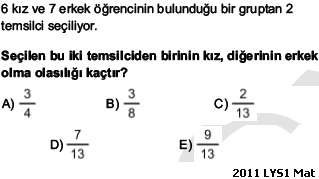 6 kız ve 7 erkek öğrencinin bulunduğu bir gruptan 2
temsilci seçiliyor.
Seçilen bu iki temsilciden birinin kız, diğerinin erkek
olma olasılığı kaçtır?
A) 3/4 B) 3/8 C) 2/13
D) 7/13 E) 9/13
2011 LYS1 Mat